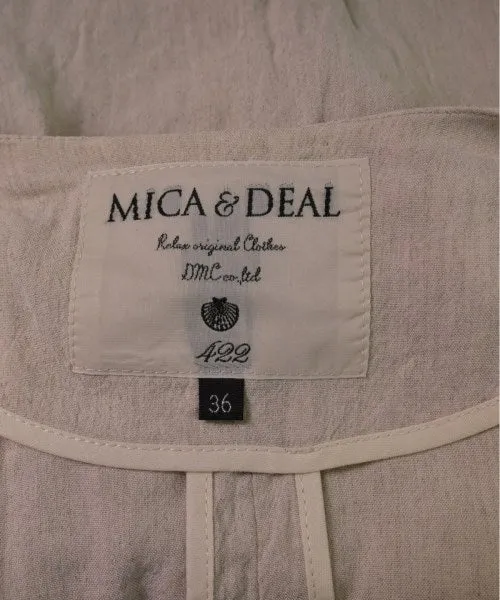 MICA & DEAL
Relax original Clothes
DMC co.,ltd
422
36